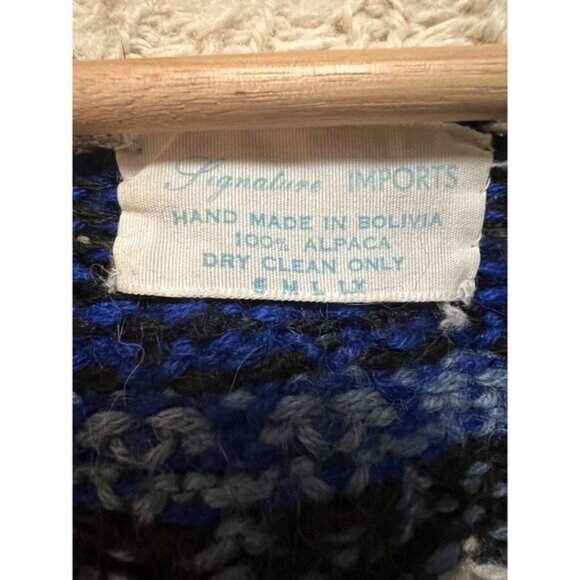 Signature IMPORTS
HAND MADE IN BOLIVIA
100% ALPACA
DRY CLEAN ONLY
S M L LX